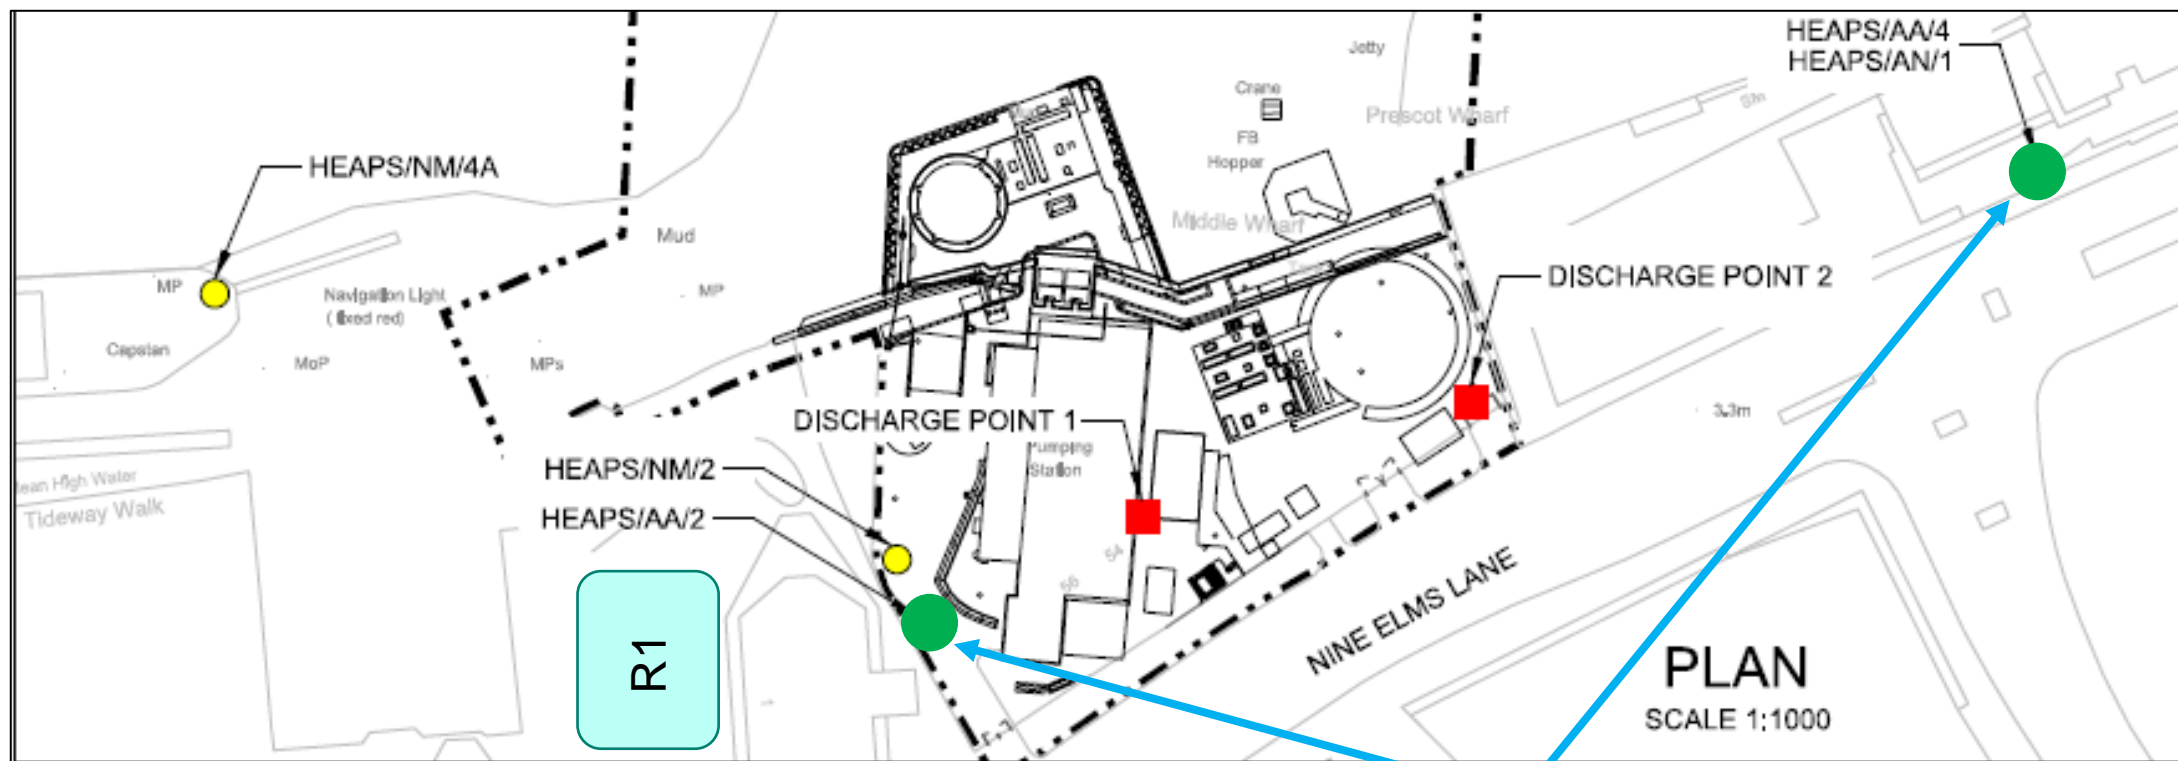 HEAPS/AA/4
HEAPS/AN/1
Jetty
Crane
Prescot Wharf
FB
Hopper
HEAPS/NM/4A
Middle Wharf
Mud
DISCHARGE POINT 2
MP
Navigation Light
(fixed red)
MP
Capstan
MoP
MPs
3.3m
DISCHARGE POINT 1
Pumping
Station
HEAPS/NM/2
Mean High Water
Tideway Walk
HEAPS/AA/2
54
56
NINE ELMS LANE
R1
PLAN
SCALE 1:1000